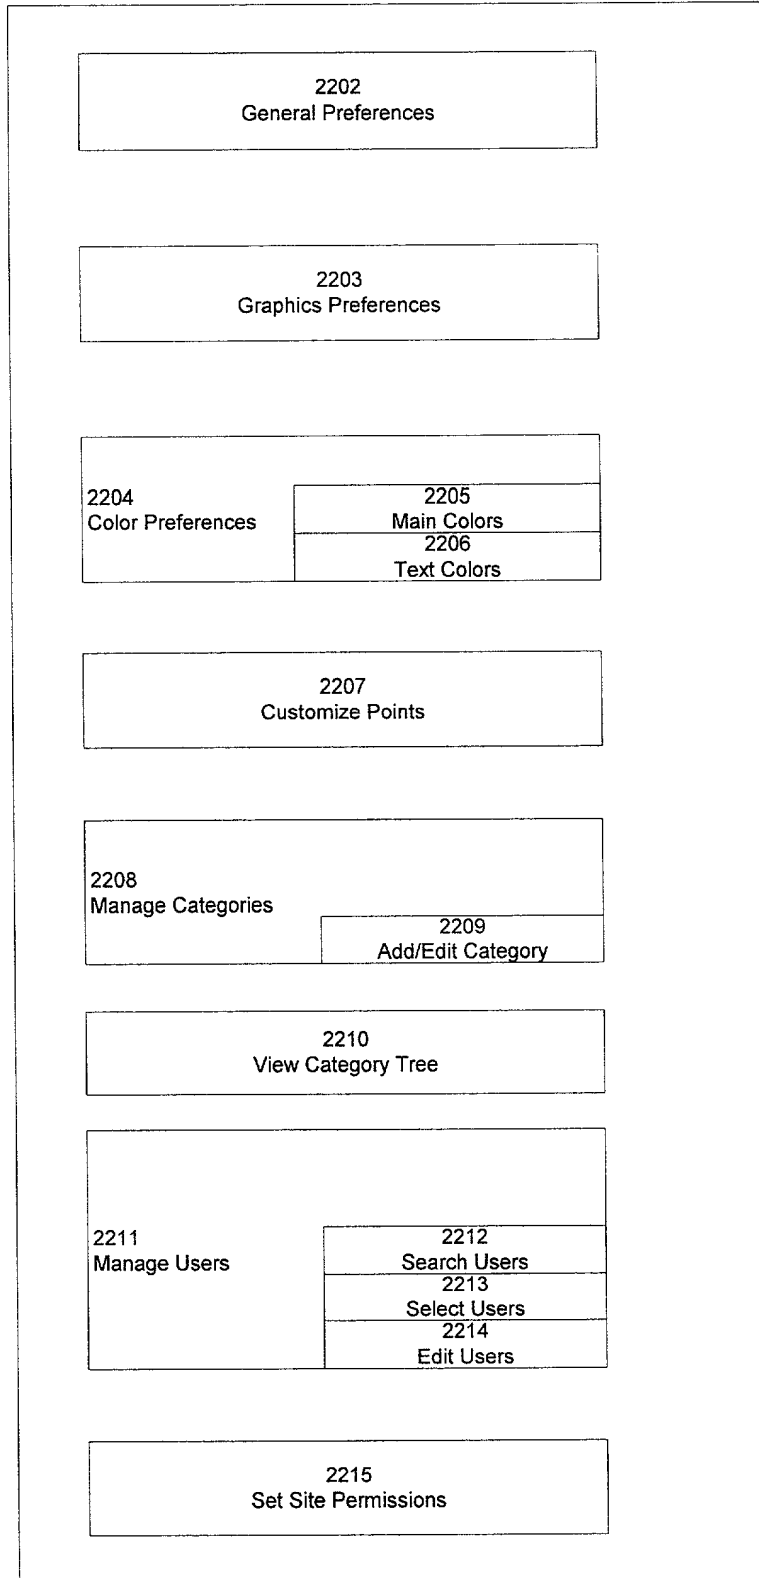 2202
General Preferences
2203
Graphics Preferences
2204
Color Preferences
2205
Main Colors
2206
Text Colors
2207
Customize Points
2208
Manage Categories
2209
Add/Edit Category
2210
View Category Tree
2211
Manage Users
2212
Search Users
2213
Select Users
2214
Edit Users
2215
Set Site Permissions